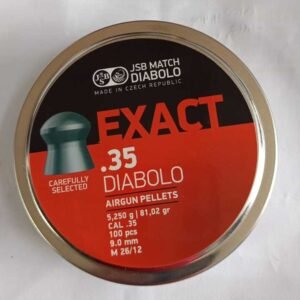 JSB
JSB MATCH
DIABOLO
MADE IN CZECH REPUBLIC
EXACT
.35
DIABOLO
CAREFULLY
SELECTED
AIRGUN PELLETS
5,250 g | 81,02 gr
CAL .35
100 pcs
9.0 mm
M 26/12